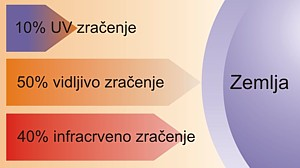 10% UV zračenje
50% vidljivo zračenje
Zemlja
40% infracrveno zračenje